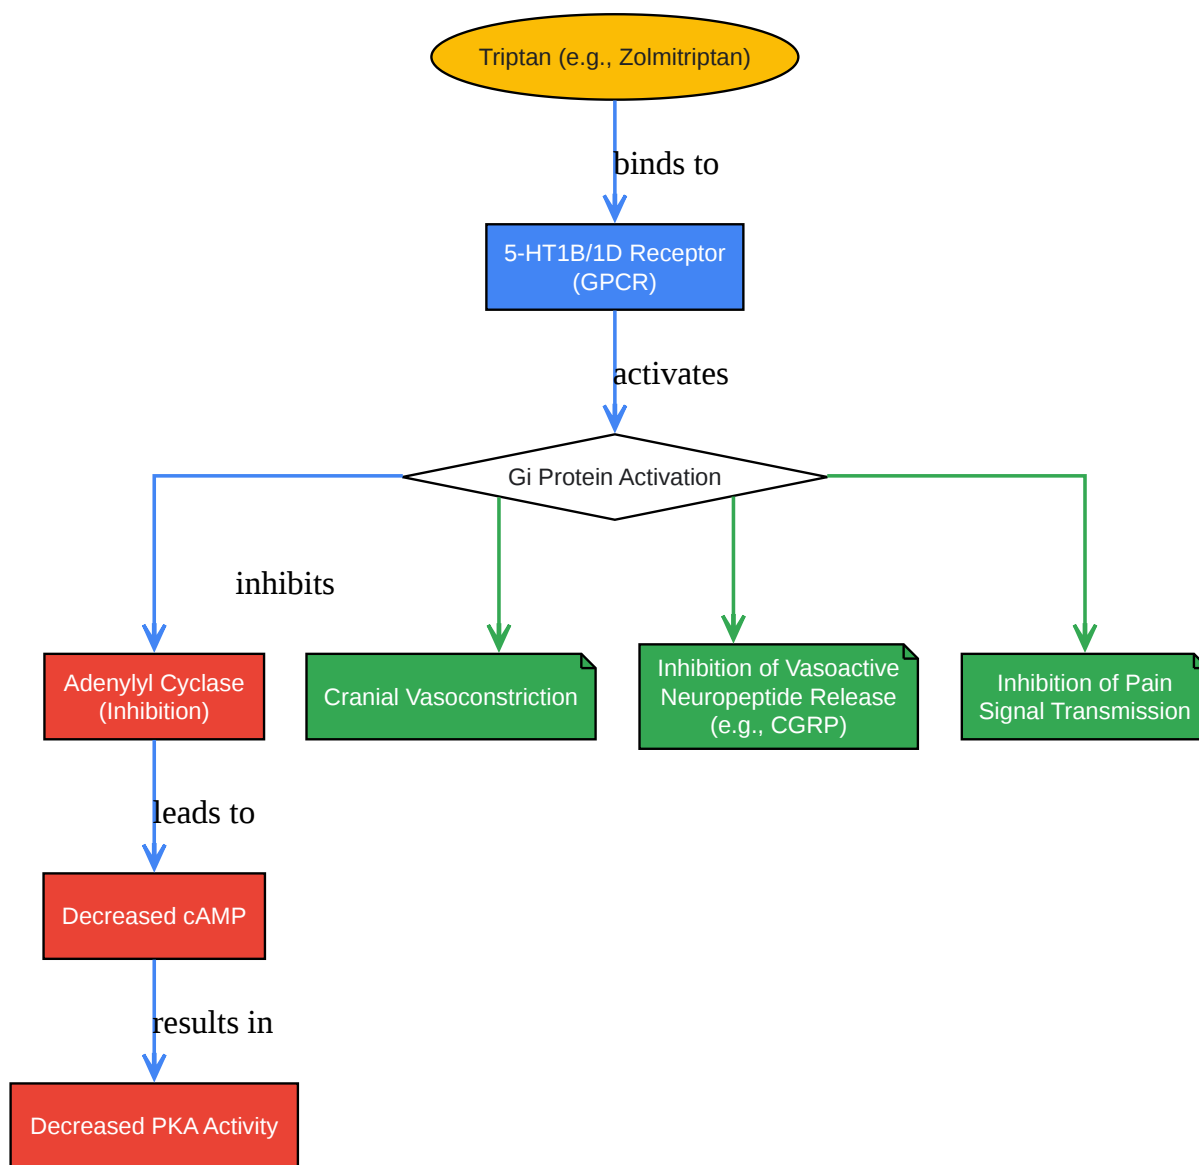 Triptan (e.g., Zolmitriptan)
binds to
5-HT1B/1D Receptor
(GPCR)
activates
Gi Protein Activation
inhibits
Adenylyl Cyclase
(Inhibition)
Cranial Vasoconstriction
Inhibition of Vasoactive
Neuropeptide Release
(e.g., CGRP)
Inhibition of Pain
Signal Transmission
leads to
Decreased cAMP
results in
Decreased PKA Activity